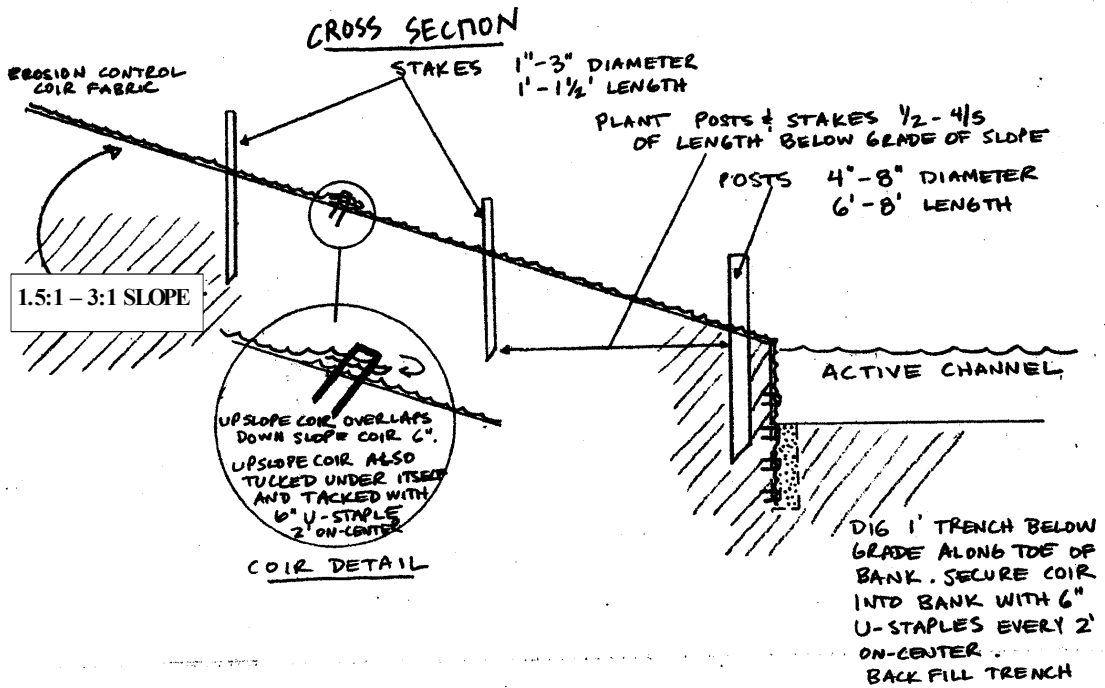 CROSS SECTION
EROSION CONTROL
COIR FABRIC
STAKES 1"-3" DIAMETER
1'-1½' LENGTH
PLANT POSTS & STAKES ½ - 4/5
OF LENGTH BELOW GRADE OF SLOPE
POSTS 4"-8" DIAMETER
6'-8' LENGTH
1.5:1 – 3:1 SLOPE
ACTIVE CHANNEL
UPSLOPE COIR OVERLAPS
DOWN SLOPE COIR 6".
UPSLOPE COIR ALSO
TUCKED UNDER ITSELF
AND TACKED WITH
6" U-STAPLE
2' ON-CENTER
COIR DETAIL
DIG 1' TRENCH BELOW
GRADE ALONG TOE OF
BANK. SECURE COIR
INTO BANK WITH 6"
U-STAPLES EVERY 2'
ON-CENTER.
BACK FILL TRENCH